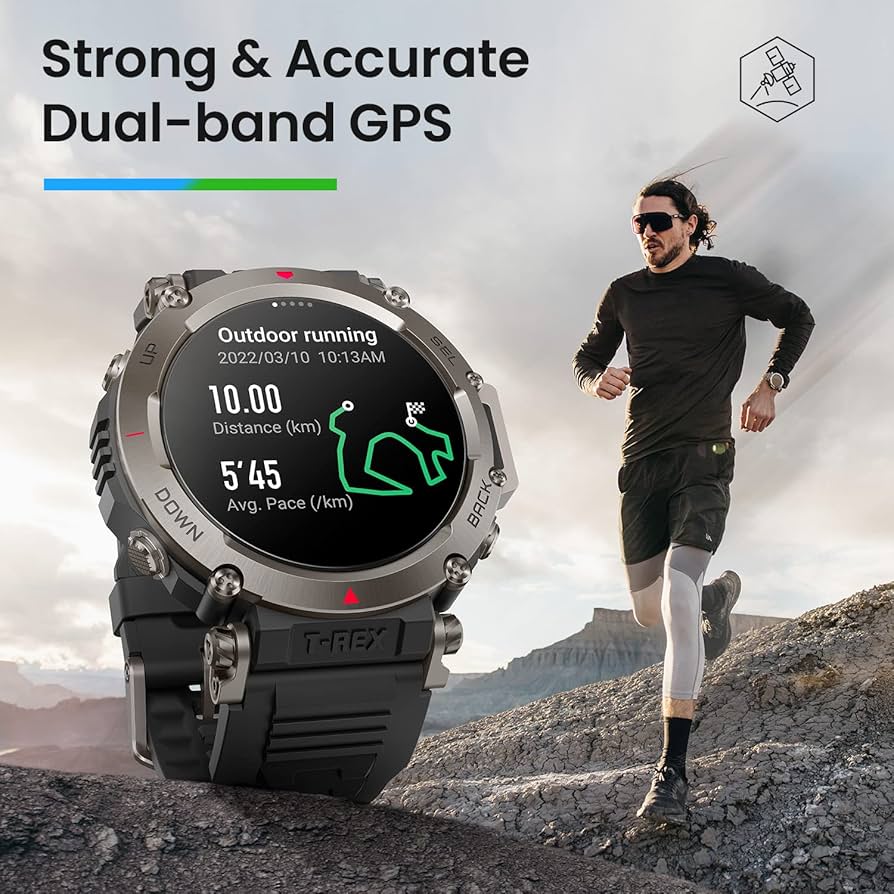 Strong & Accurate
Dual-band GPS
UP
SEL
Outdoor running
2022/03/10 10:13AM
10.00
Distance (km)
5'45
Avg. Pace (/km)
DOWN
BACK
T-REX